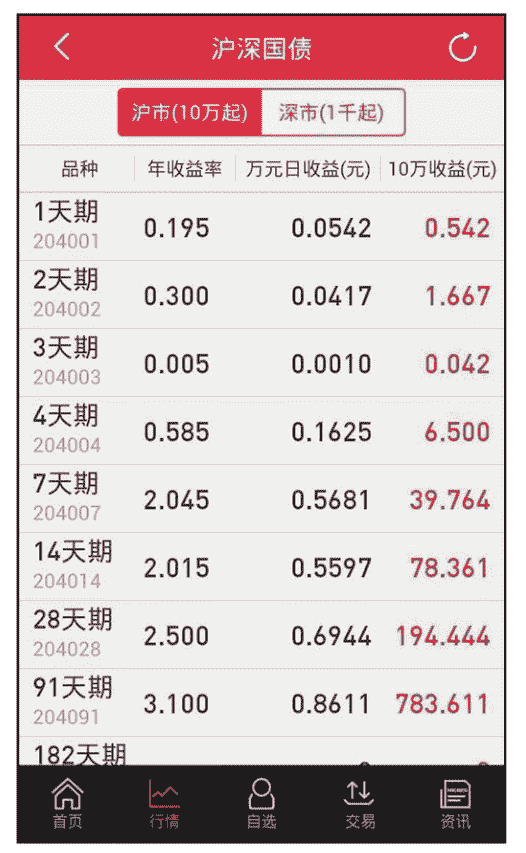 沪深国债
沪市(10万起) 深市(1千起)
品种 年收益率 万元日收益(元) 10万收益(元)
1天期 0.195 0.0542 0.542
204001
2天期 0.300 0.0417 1.667
204002
3天期 0.005 0.0010 0.042
204003
4天期 0.585 0.1625 6.500
204004
7天期 2.045 0.5681 39.764
204007
14天期 2.015 0.5597 78.361
204014
28天期 2.500 0.6944 194.444
204028
91天期 3.100 0.8611 783.611
204091
182天期
首页 行情 自选 交易 资讯